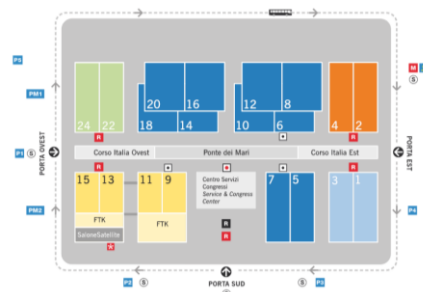 P5
M
S
PM1
20 16
12 8
24 22
18 14
10 6
4 2
R
R
P1 S
PORTA OVEST
Corso Italia Ovest
Ponte dei Mari
Corso Italia Est
PORTA EST
R
R
15 13
11 9
Centro Servizi
Congressi
Service & Congress
Center
7 5
3 1
PM2
FTK
FTK
R
R
P4
SaloneSatellite
P2 S
PORTA SUD
S P3